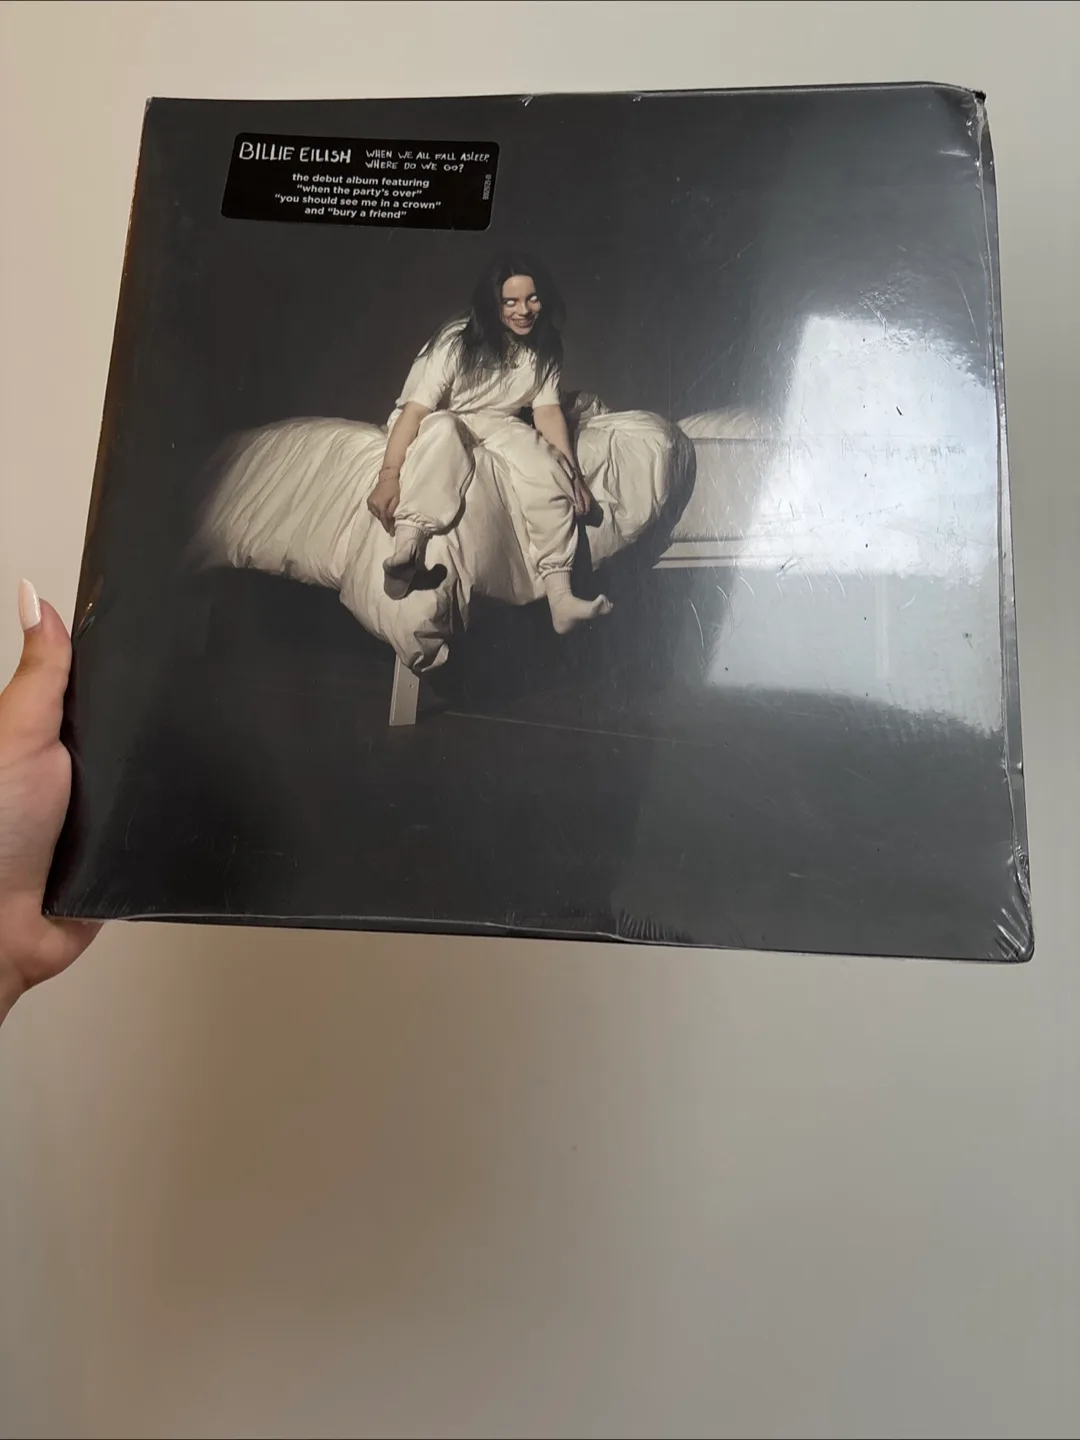 BILLIE EILISH
WHEN WE ALL FALL ASLEEP,
WHERE DO WE GO?
the debut album featuring
"when the party's over"
"you should see me in a crown"
and "bury a friend"